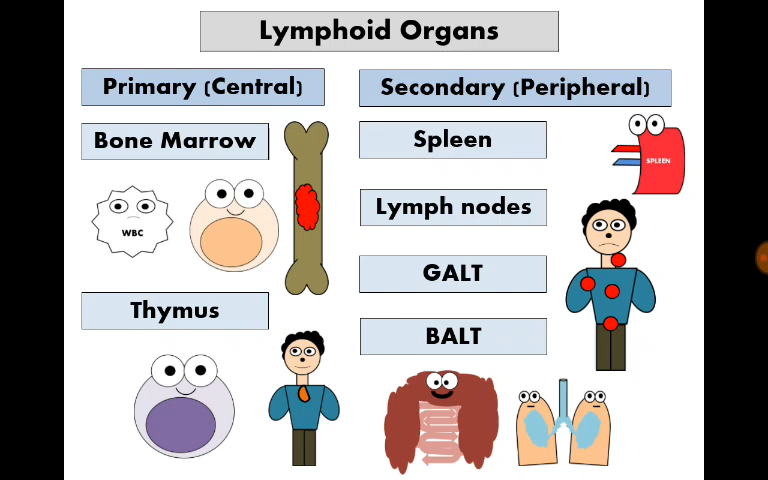 Lymphoid Organs
Primary (Central)
Bone Marrow
WBC
Thymus
Secondary (Peripheral)
Spleen
SPLEEN
Lymph nodes
GALT
BALT